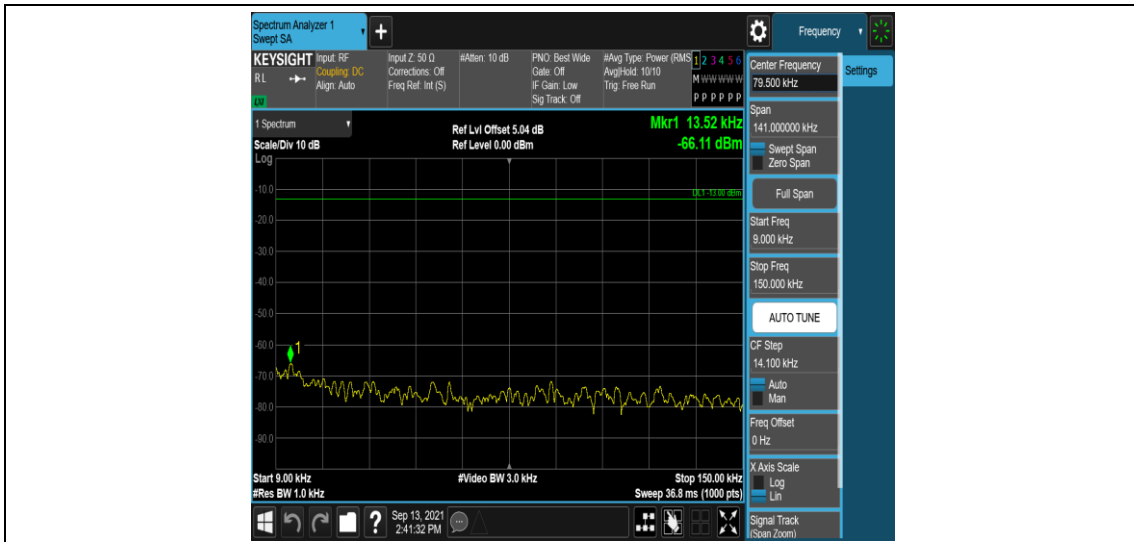 Spectrum Analyzer 1
Swept SA
+
Frequency
KEYSIGHT
RL
LXI
Input: RF
Coupling: DC
Align: Auto
Input Z: 50 Ω
Corrections: Off
Freq Ref: Int (S)
#Atten: 10 dB
PNO: Best Wide
Gate: Off
IF Gain: Low
Sig Track: Off
#Avg Type: Power (RMS
Avg|Hold: 10/10
Trig: Free Run
1 2 3 4 5 6
M W W W W W
P P P P P P
1 Spectrum
Scale/Div 10 dB
Ref Lvl Offset 5.04 dB
Ref Level 0.00 dBm
Mkr1 13.52 kHz
-66.11 dBm
Log
DL1 -13.00 dBm
-10.0
-20.0
-30.0
-40.0
-50.0
-60.0
1
-70.0
-80.0
-90.0
Start 9.00 kHz
#Res BW 1.0 kHz
#Video BW 3.0 kHz
Stop 150.00 kHz
Sweep 36.8 ms (1000 pts)
Center Frequency
79.500 kHz
Settings
Span
141.000000 kHz
Swept Span
Zero Span
Full Span
Start Freq
9.000 kHz
Stop Freq
150.000 kHz
AUTO TUNE
CF Step
14.100 kHz
Auto
Man
Freq Offset
0 Hz
X Axis Scale
Log
Lin
Signal Track
(Span Zoom)
?
Sep 13, 2021
2:41:32 PM